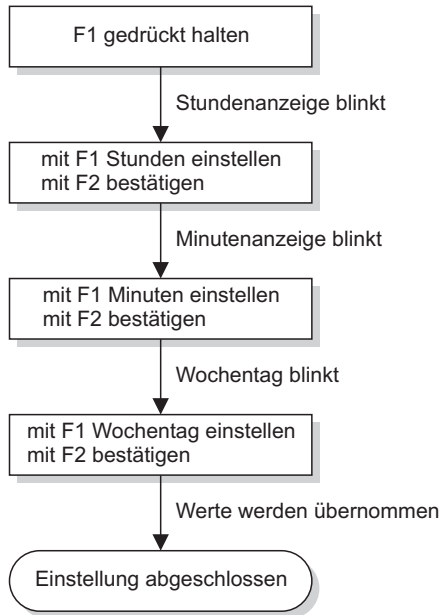 F1 gedrückt halten
Stundenanzeige blinkt
mit F1 Stunden einstellen
mit F2 bestätigen
Minutenanzeige blinkt
mit F1 Minuten einstellen
mit F2 bestätigen
Wochentag blinkt
mit F1 Wochentag einstellen
mit F2 bestätigen
Werte werden übernommen
Einstellung abgeschlossen